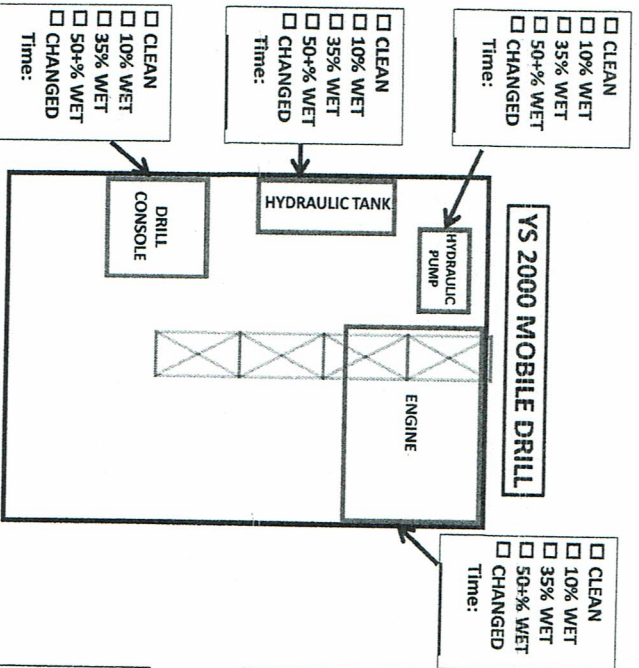 YS 2000 MOBILE DRILL
☐ CLEAN
☐ 10% WET
☐ 35% WET
☐ 50+% WET
☐ CHANGED
Time:
☐ CLEAN
☐ 10% WET
☐ 35% WET
☐ 50+% WET
☐ CHANGED
Time:
☐ CLEAN
☐ 10% WET
☐ 35% WET
☐ 50+% WET
☐ CHANGED
Time:
HYDRAULIC
PUMP
HYDRAULIC TANK
DRILL
CONSOLE
ENGINE
☐ CLEAN
☐ 10% WET
☐ 35% WET
☐ 50+% WET
☐ CHANGED
Time: